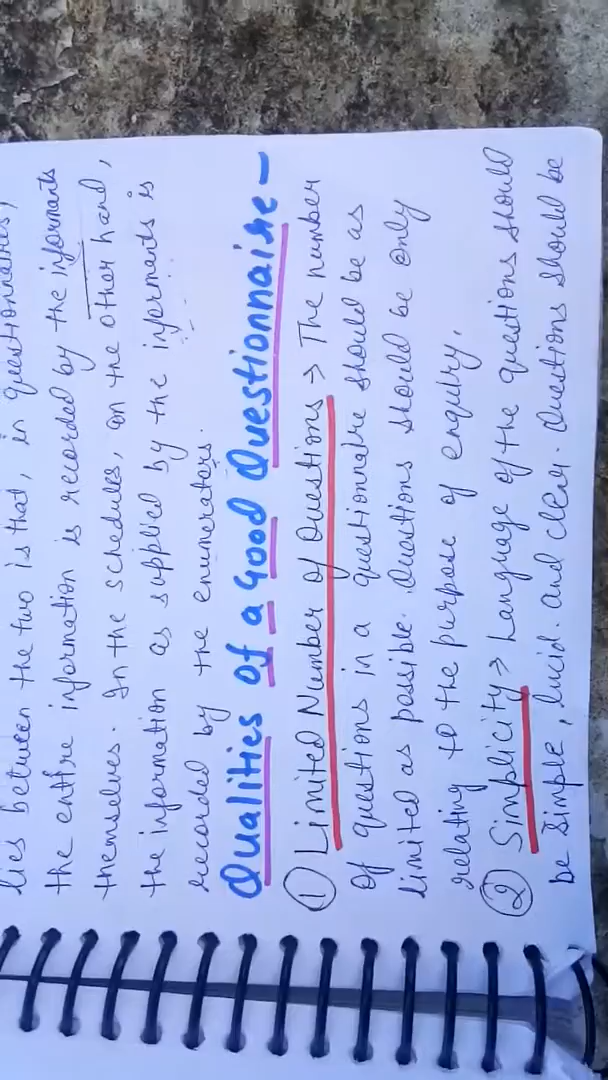 lies between the two is that, in questionnaires,
the entire information is recorded by the informants
themselves. In the schedules, on the other hand,
the information as supplied by the informants is
recorded by the enumerators.
Qualities of a Good Questionnaire –
① Limited Number of Questions → The number
of questions in a questionnaire should be as
limited as possible. Questions should be only
relating to the purpose of enquiry.
② Simplicity → Language of the questions should
be simple, lucid and clear. Questions should be